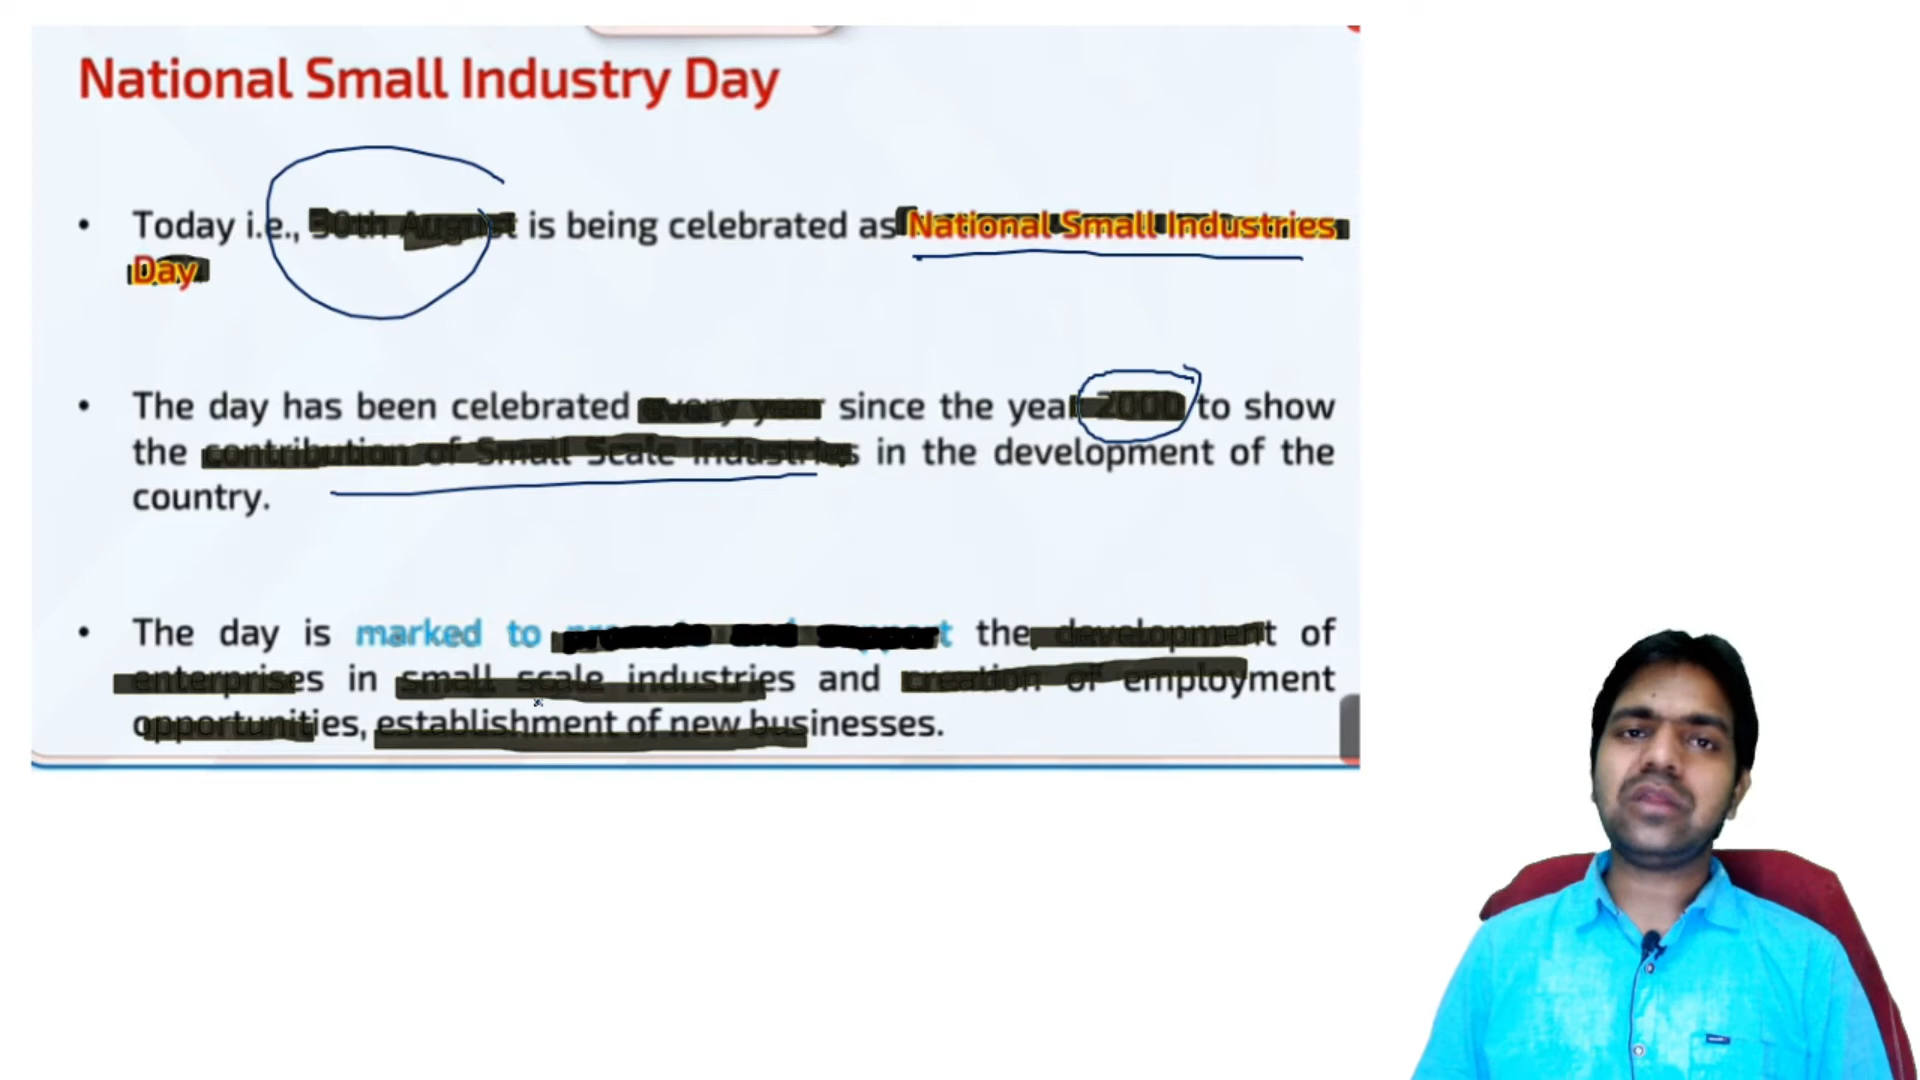 National Small Industry Day
• Today i.e., 30th August is being celebrated as National Small Industries
Day
• The day has been celebrated every year since the year 2000 to show
the contribution of Small Scale Industries in the development of the
country.
• The day is marked to promote and support the development of
enterprises in small scale industries and creation of employment
opportunities, establishment of new businesses.